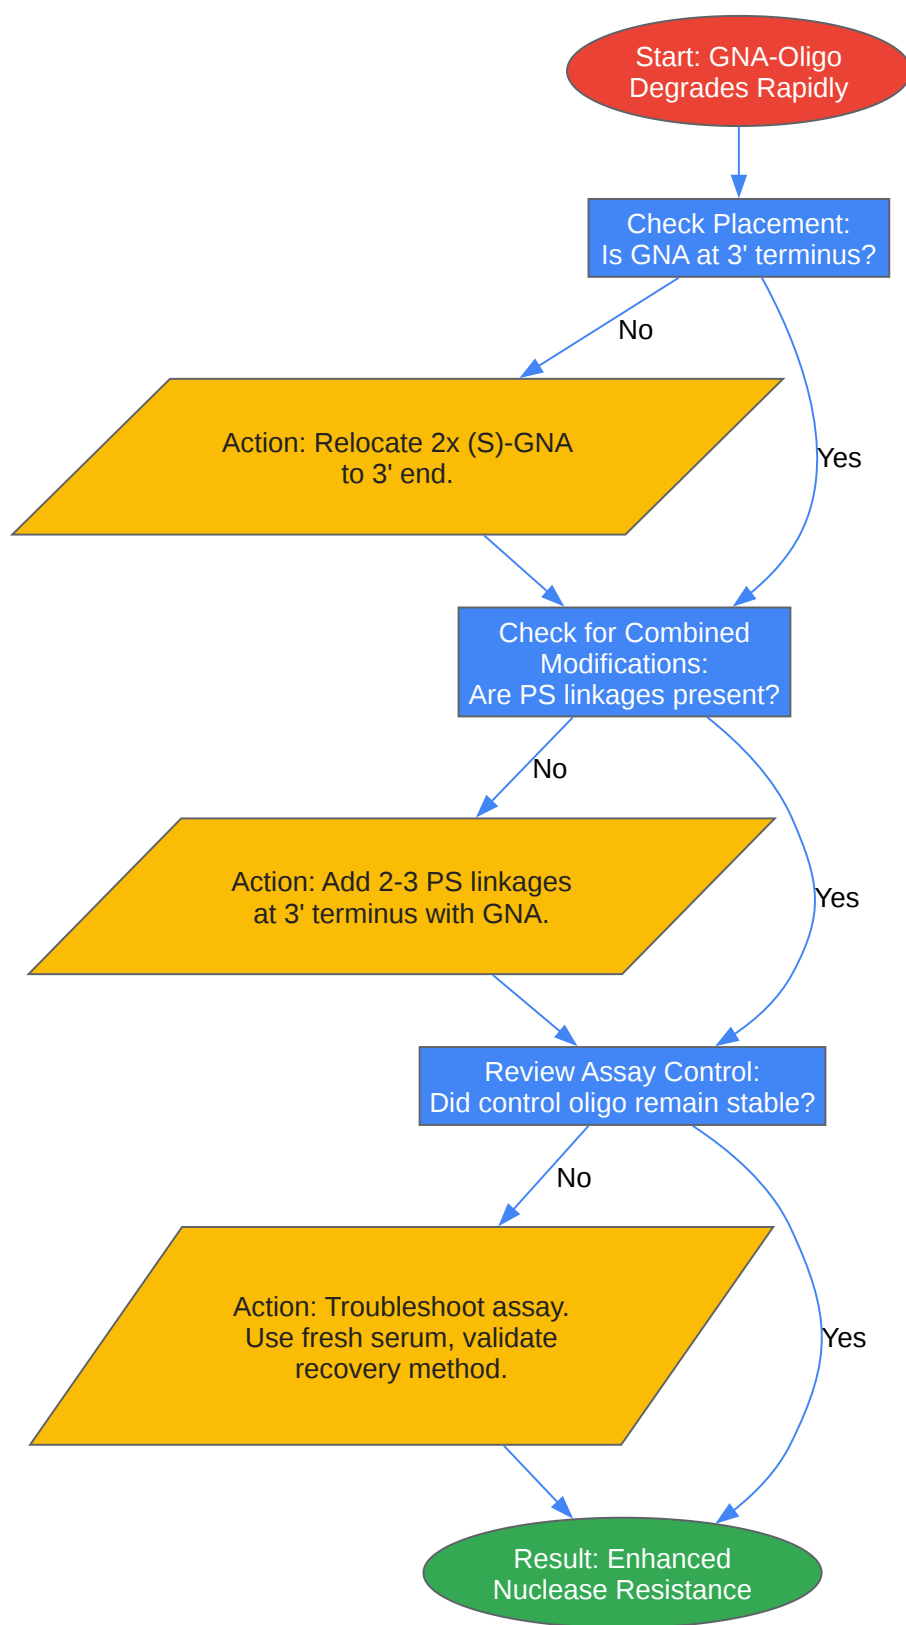 Start: GNA-Oligo
Degrades Rapidly
Check Placement:
Is GNA at 3' terminus?
No
Yes
Action: Relocate 2x (S)-GNA
to 3' end.
Check for Combined
Modifications:
Are PS linkages present?
No
Yes
Action: Add 2-3 PS linkages
at 3' terminus with GNA.
Review Assay Control:
Did control oligo remain stable?
No
Yes
Action: Troubleshoot assay.
Use fresh serum, validate
recovery method.
Result: Enhanced
Nuclease Resistance